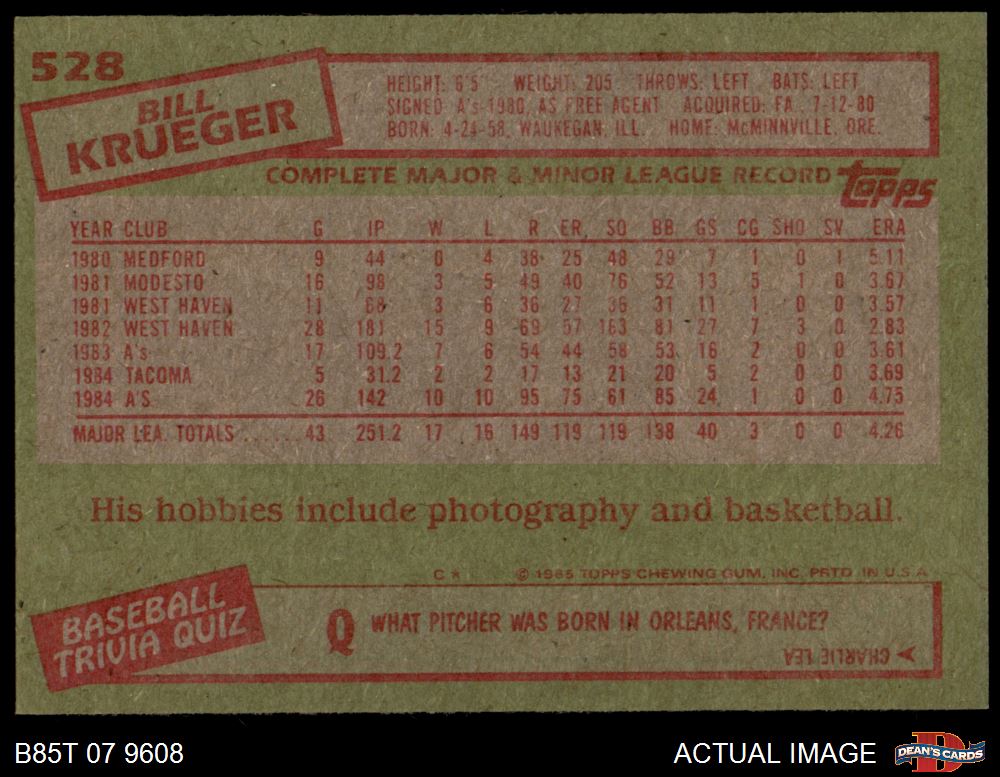 528
BILL
KRUEGER
HEIGHT: 6'5" WEIGHT: 205 THROWS: LEFT BATS: LEFT
SIGNED: A's-1980, AS FREE AGENT ACQUIRED: FA, 7-12-80
BORN: 4-24-58, WAUKEGAN, ILL. HOME: McMINNVILLE, ORE.
COMPLETE MAJOR & MINOR LEAGUE RECORD topps
YEAR CLUB G IP W L R ER SO BB GS CG SHO SV ERA
1980 MEDFORD 9 44 0 4 38 25 48 29 7 1 0 1 5.11
1981 MODESTO 16 98 3 5 49 40 76 52 13 5 1 0 3.67
1981 WEST HAVEN 11 68 3 6 36 27 36 31 11 1 0 0 3.57
1982 WEST HAVEN 28 181 15 9 69 57 163 81 27 7 3 0 2.83
1983 A's 17 109.2 7 6 54 44 58 53 16 2 0 0 3.61
1984 TACOMA 5 31.2 2 2 17 13 21 20 5 2 0 0 3.69
1984 A'S 26 142 10 10 95 75 61 85 24 1 0 0 4.75
MAJOR LEA. TOTALS ...... 43 251.2 17 16 149 119 119 138 40 3 0 0 4.26
His hobbies include photography and basketball.
C* © 1985 TOPPS CHEWING GUM, INC. PRTD. IN U.S.A.
BASEBALL
TRIVIA QUIZ
Q WHAT PITCHER WAS BORN IN ORLEANS, FRANCE?
CHARLIE LEA
B85T 07 9608
ACTUAL IMAGE
D
DEAN'S CARDS